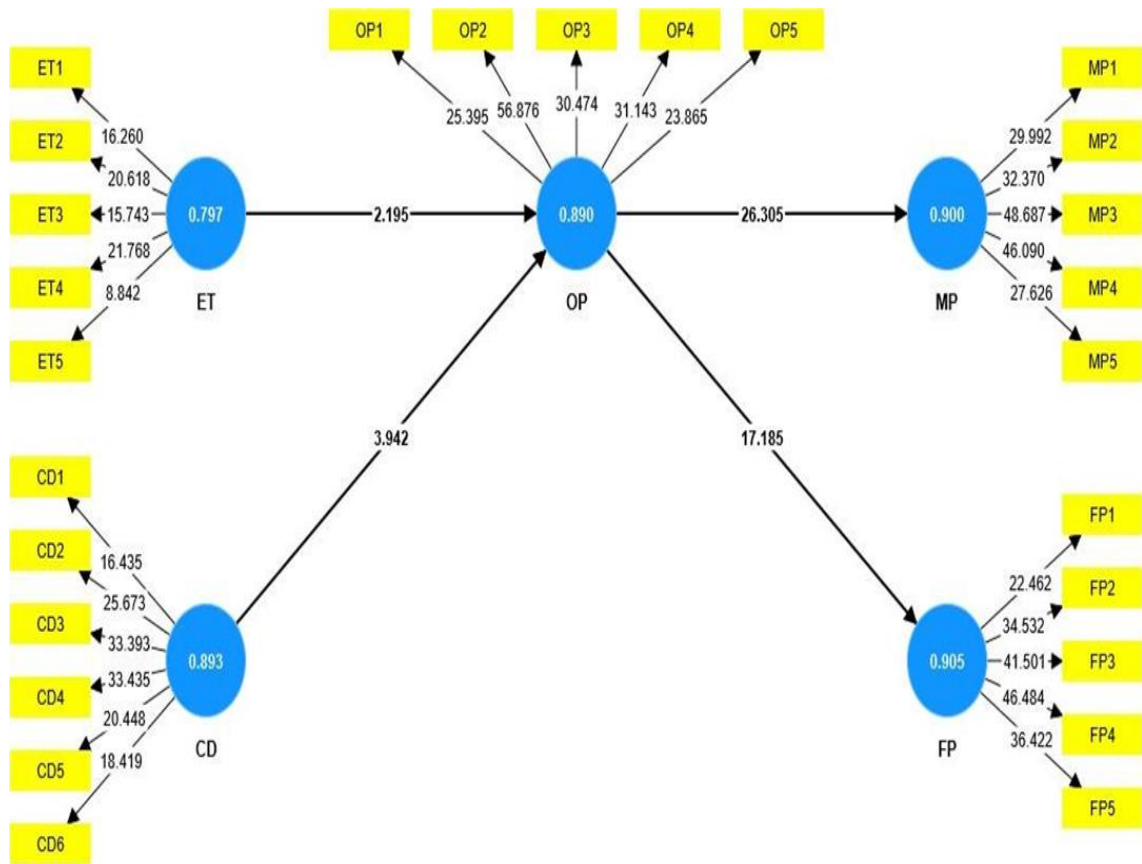 OP1
OP2
OP3
OP4
OP5
25.395
56.876
30.474
31.143
23.865
ET1
ET2
ET3
ET4
ET5
16.260
20.618
15.743
21.768
8.842
0.797
ET
2.195
0.890
OP
26.305
0.900
MP
29.992
32.370
48.687
46.090
27.626
MP1
MP2
MP3
MP4
MP5
3.942
17.185
CD1
CD2
CD3
CD4
CD5
CD6
16.435
25.673
33.393
33.435
20.448
18.419
0.893
CD
0.905
FP
22.462
34.532
41.501
46.484
36.422
FP1
FP2
FP3
FP4
FP5